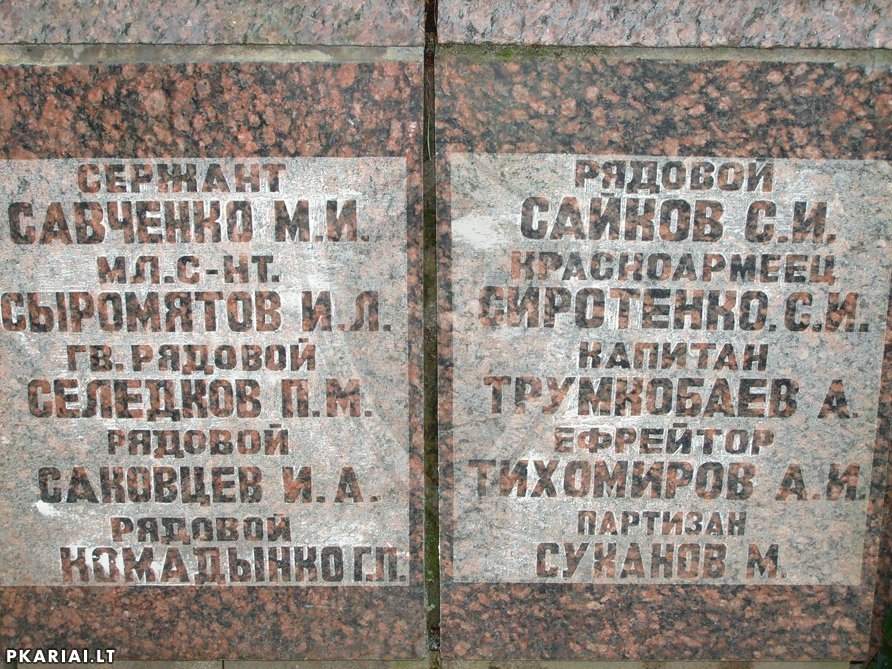 СЕРЖАНТ
САВЧЕНКО М.И.
МЛ.С-НТ.
СЫРОМЯТОВ И.Л.
ГВ.РЯДОВОЙ
СЕЛЕДКОВ П.М.
РЯДОВОЙ
САКОВЦЕВ И.А.
РЯДОВОЙ
КОМАДЫНКО Г.П.
РЯДОВОЙ
САЙКОВ С.И.
КРАСНОАРМЕЕЦ
СИРОТЕНКО.С.И.
КАПИТАН
ТРУМКОБАЕВ А.
ЕФРЕЙТОР
ТИХОМИРОВ А.И.
ПАРТИЗАН
СУХАНОВ М.
PKARIAI.LT